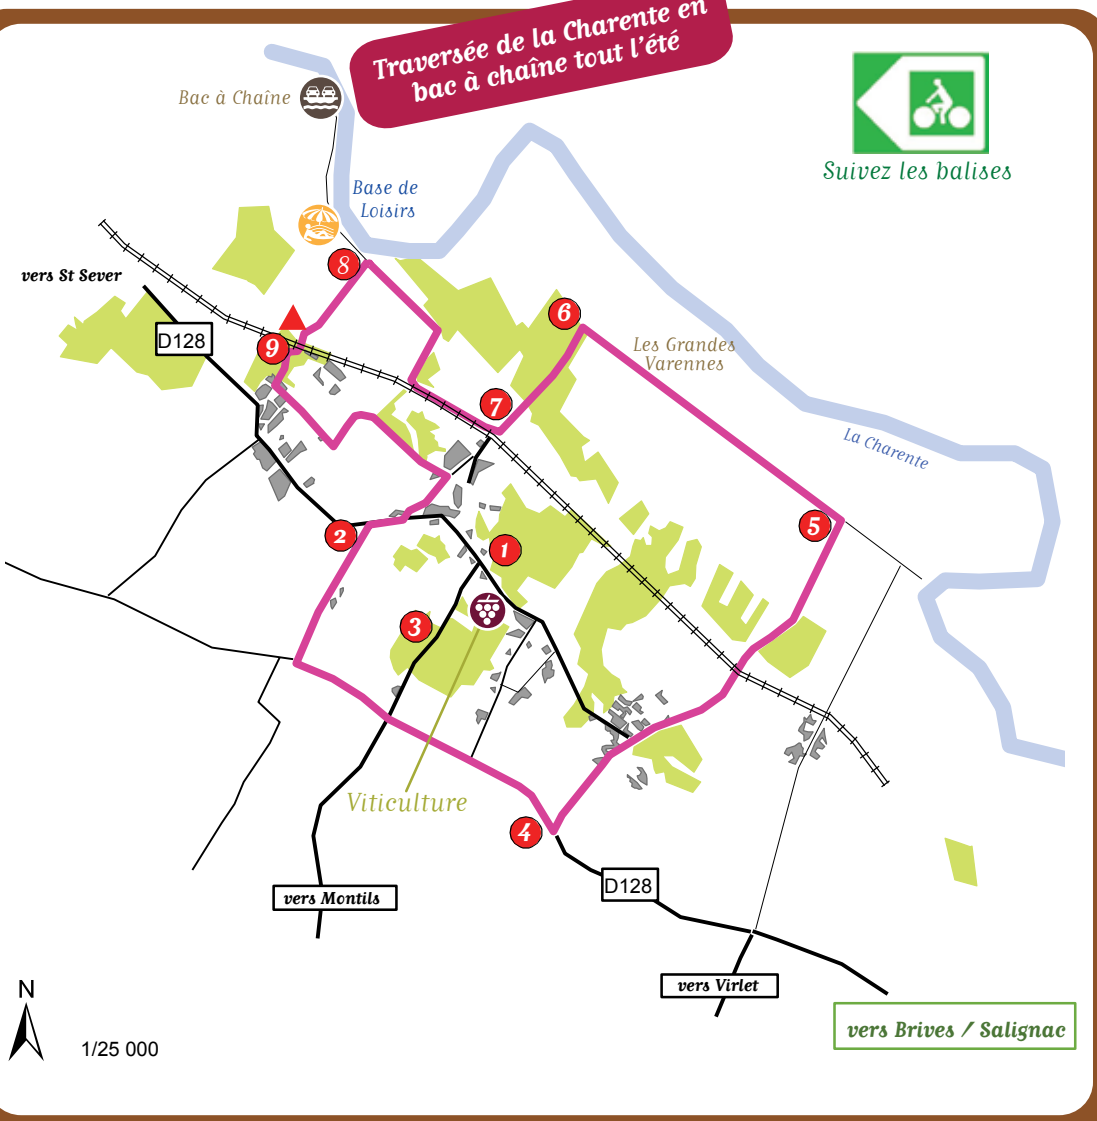 Traversée de la Charente en
bac à chaîne tout l'été
Bac à Chaîne
Suivez les balises
Base de
Loisirs
8
vers St Sever
6
D128
9
Les Grandes
Varennes
7
La Charente
5
2
1
3
Viticulture
4
D128
vers Montils
vers Virlet
N
vers Brives / Salignac
1/25 000